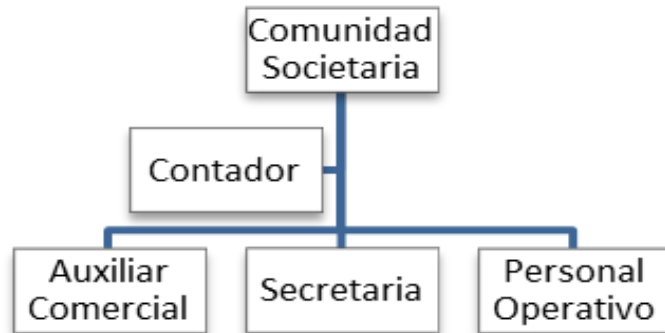 Comunidad
Societaria
Contador
Auxiliar
Comercial
Secretaria
Personal
Operativo